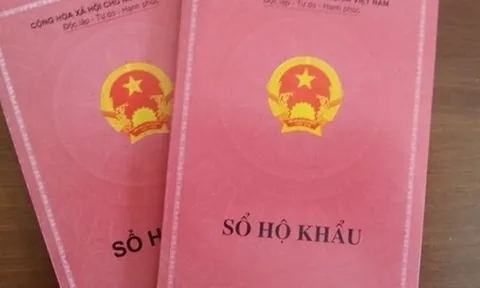 CỘNG HÒA XÃ HỘI CHỦ
Độc lập - Tự do - Hạnh phúc
SỔ H
VIỆT NAM
Độc lập - Tự do - Hạnh phúc
SỔ HỘ KHẨU